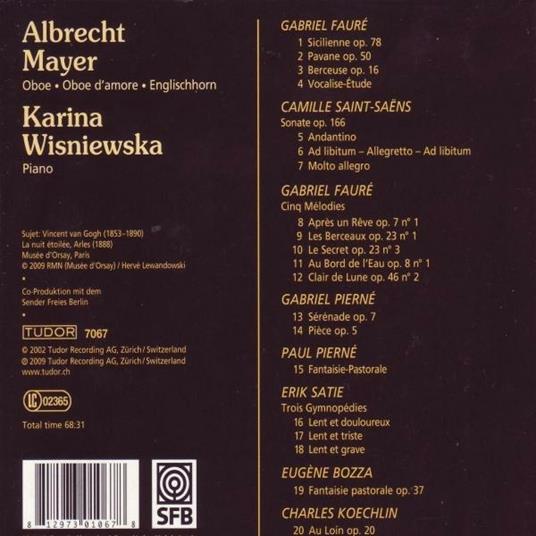 Albrecht
Mayer
Oboe • Oboe d'amore • Englischhorn
Karina
Wisniewska
Piano
Sujet: Vincent van Gogh (1853–1890)
La nuit étoilée, Arles (1888)
Musée d'Orsay, Paris
© 2009 RMN (Musée d'Orsay) / Hervé Lewandowski
Co-Produktion mit dem
Sender Freies Berlin
TUDOR 7067
℗ 2002 Tudor Recording AG, Zürich / Switzerland
© 2009 Tudor Recording AG, Zürich / Switzerland
www.tudor.ch
LC 02365
Total time 68:31
8 12973 01067 8
SFB
GABRIEL FAURÉ
1 Sicilienne op. 78
2 Pavane op. 50
3 Berceuse op. 16
4 Vocalise-Étude
CAMILLE SAINT-SAËNS
Sonate op. 166
5 Andantino
6 Ad libitum – Allegretto – Ad libitum
7 Molto allegro
GABRIEL FAURÉ
Cinq Mélodies
8 Après un Rêve op. 7 n° 1
9 Les Berceaux op. 23 n° 1
10 Le Secret op. 23 n° 3
11 Au Bord de l'Eau op. 8 n° 1
12 Clair de Lune op. 46 n° 2
GABRIEL PIERNÉ
13 Sérénade op. 7
14 Pièce op. 5
PAUL PIERNÉ
15 Fantaisie-Pastorale
ERIK SATIE
Trois Gymnopédies
16 Lent et douloureux
17 Lent et triste
18 Lent et grave
EUGÈNE BOZZA
19 Fantaisie pastorale op. 37
CHARLES KOECHLIN
20 Au Loin op. 20